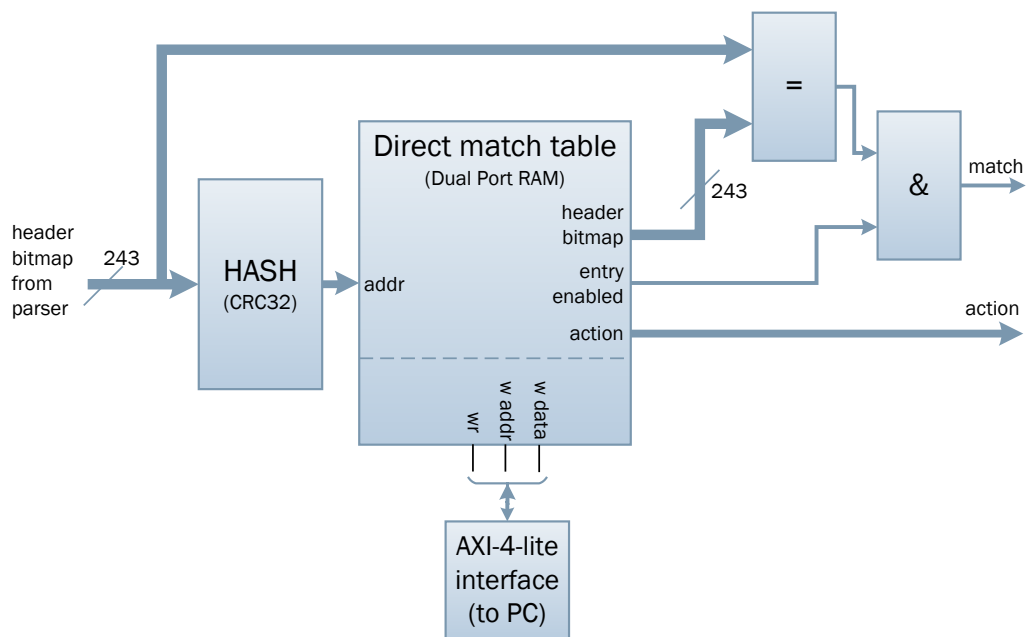 =
Direct match table
(Dual Port RAM)
&
match
header
bitmap
from
parser
243
HASH
(CRC32)
addr
header
bitmap
243
entry
enabled
action
action
wr
w addr
w data
AXI-4-lite
interface
(to PC)